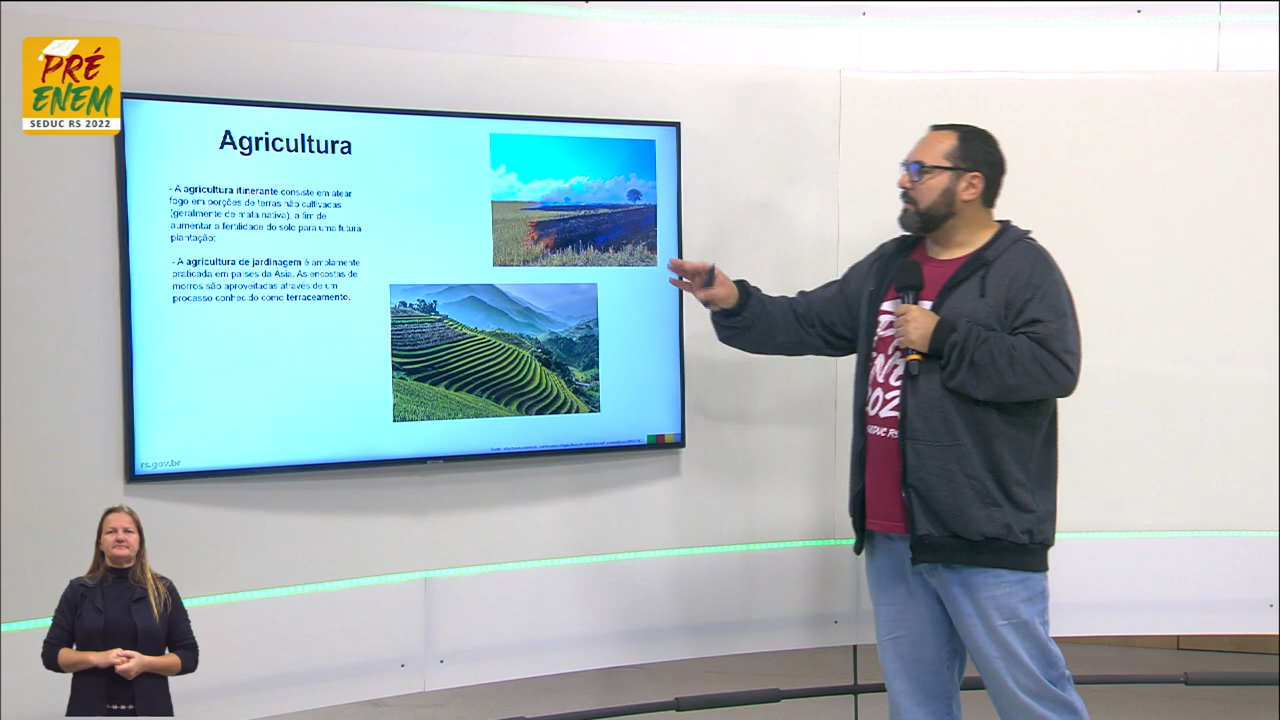 PRÉ
ENEM
SEDUC RS 2022
Agricultura
- A agricultura itinerante consiste em atear
fogo em porções de terras não cultivadas
(geralmente de mata nativa), a fim de
aumentar a fertilidade do solo para uma futura
plantação;
- A agricultura de jardinagem é amplamente
praticada em países da Ásia. As encostas de
morros são aproveitadas através de um
processo conhecido como terraceamento.
rs.gov.br
SEDUC RS